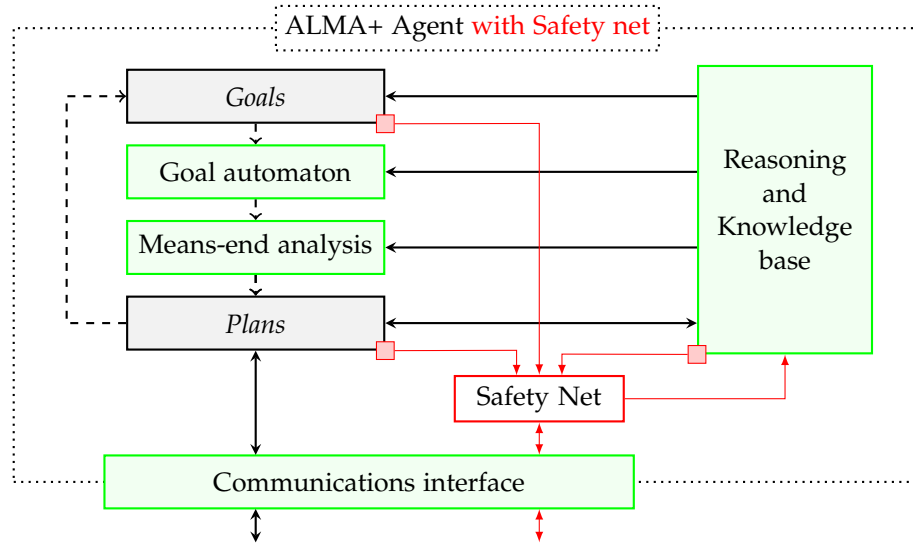 ALMA+ Agent with Safety net
Goals
Goal automaton
Means-end analysis
Plans
Reasoning
and
Knowledge
base
Safety Net
Communications interface